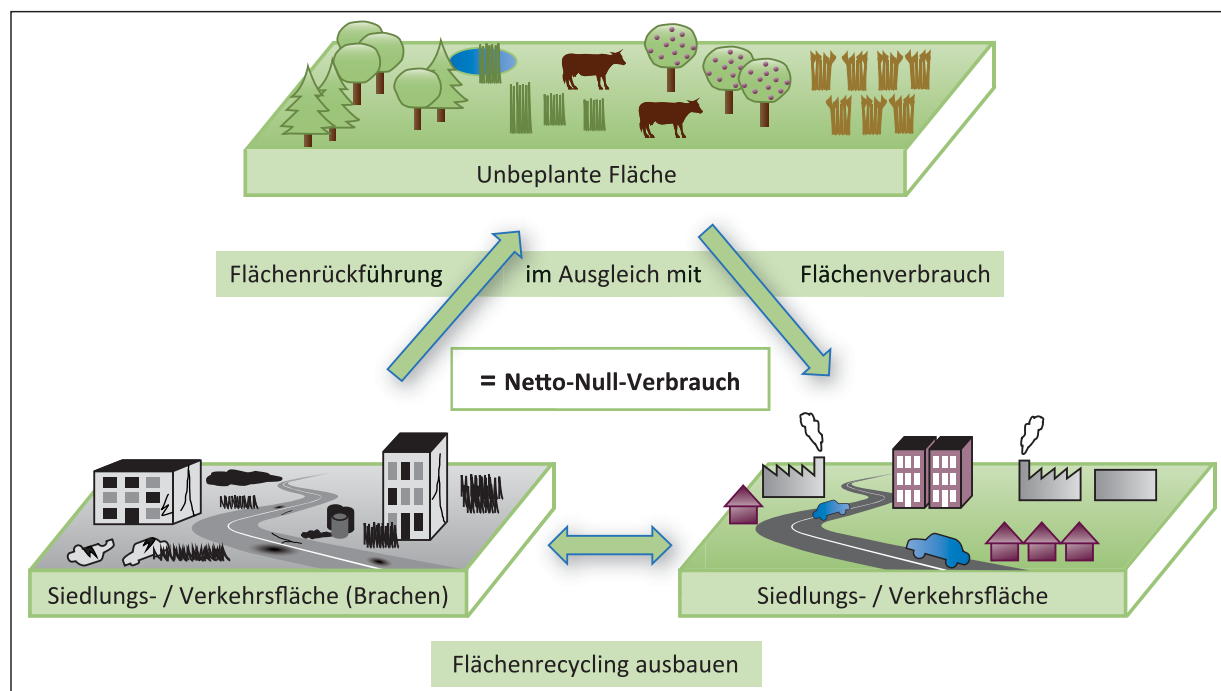 Unbeplante Fläche
Flächenrückführung im Ausgleich mit Flächenverbrauch
= Netto-Null-Verbrauch
Siedlungs- / Verkehrsfläche (Brachen)
Siedlungs- / Verkehrsfläche
Flächenrecycling ausbauen